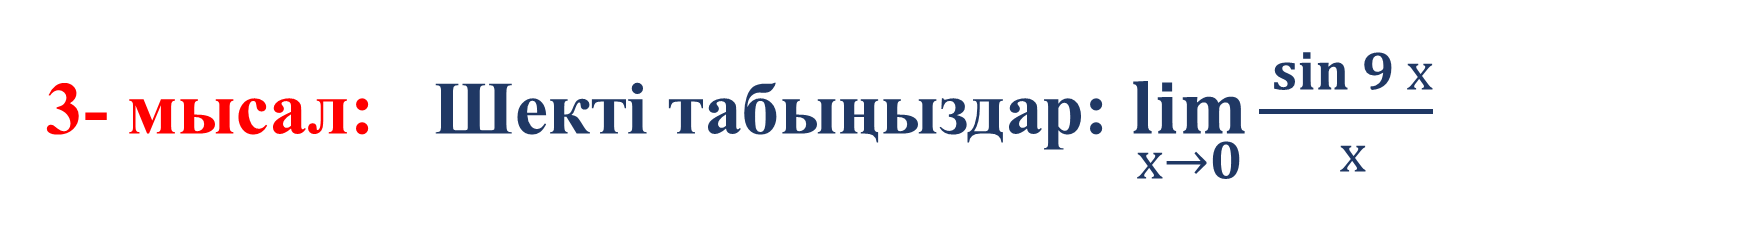 3- мысал: Шекті табыңыздар: lim x→0 sin 9 x / x